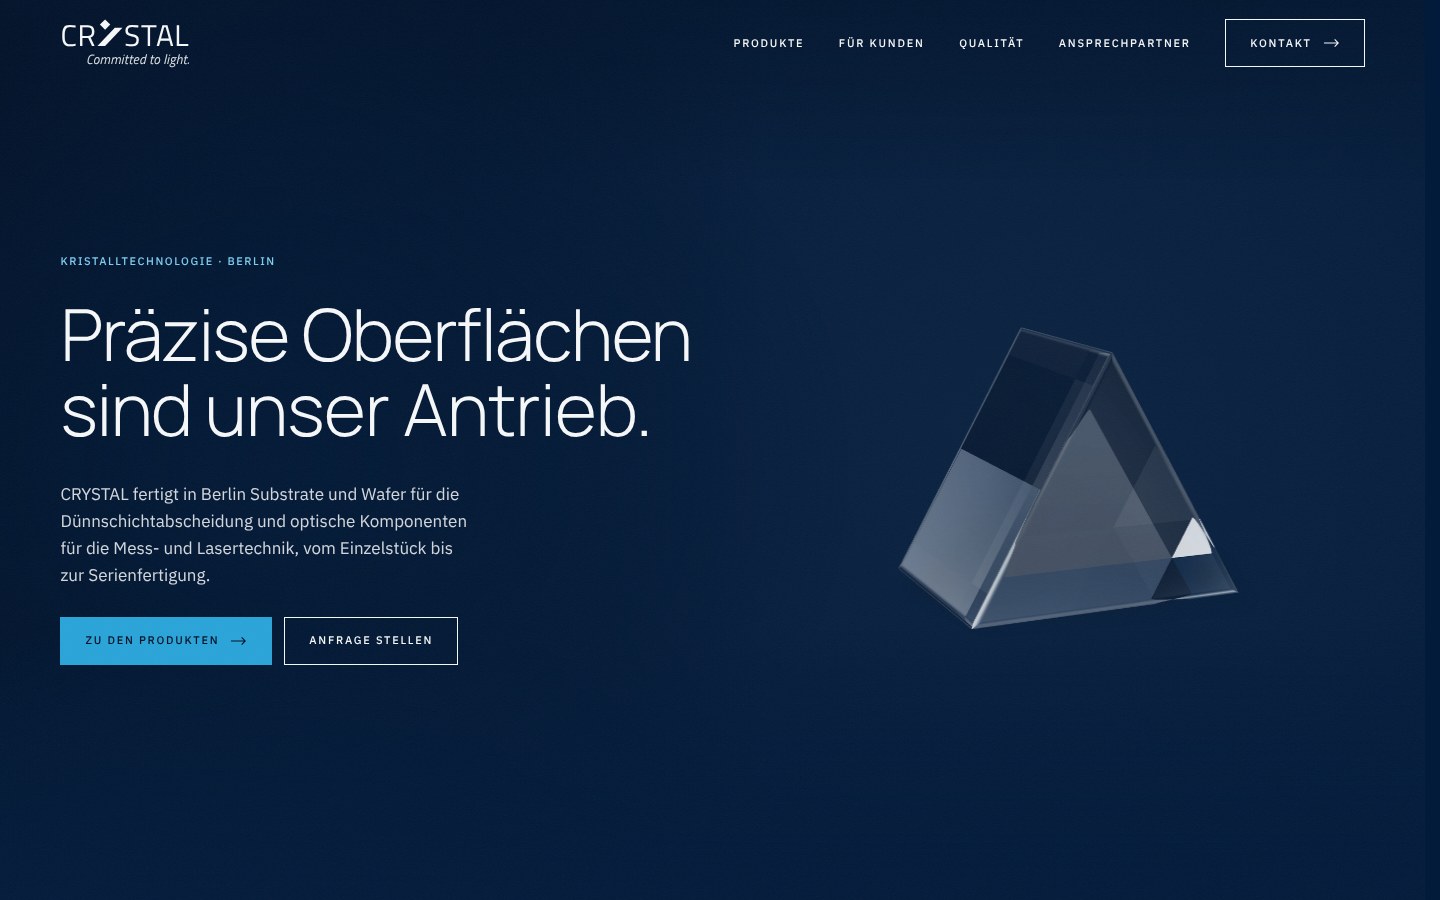 CRYSTAL
Committed to light.
PRODUKTE
FÜR KUNDEN
QUALITÄT
ANSPRECHPARTNER
KONTAKT
KRISTALLTECHNOLOGIE · BERLIN
Präzise Oberflächen
sind unser Antrieb.
CRYSTAL fertigt in Berlin Substrate und Wafer für die
Dünnschichtabscheidung und optische Komponenten
für die Mess- und Lasertechnik, vom Einzelstück bis
zur Serienfertigung.
ZU DEN PRODUKTEN
ANFRAGE STELLEN